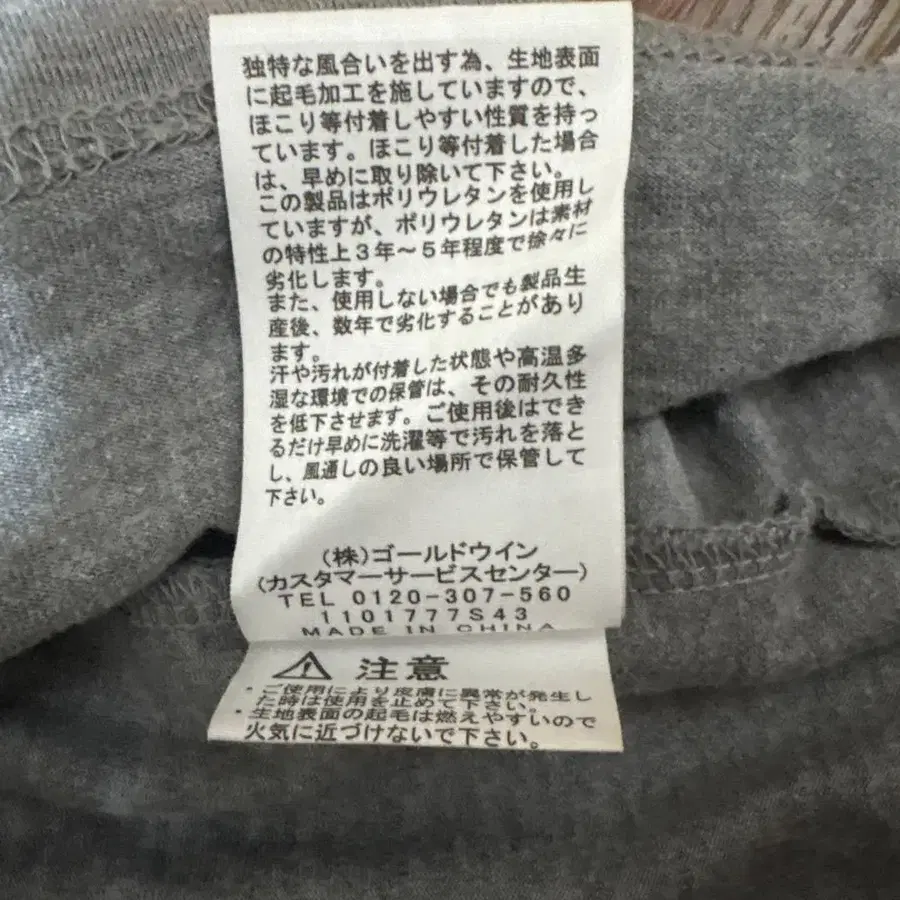 独特な風合いを出す為、生地表面
に起毛加工を施していますので、
ほこり等付着しやすい性質を持っ
ています。ほこり等付着した場合
は、早めに取り除いて下さい。
この製品はポリウレタンを使用し
ていますが、ポリウレタンは素材
の特性上3年～5年程度で徐々に
劣化します。
また、使用しない場合でも製品生
産後、数年で劣化することがあり
ます。
汗や汚れが付着した状態や高温多
湿な環境での保管は、その耐久性
を低下させます。ご使用後はでき
るだけ早めに洗濯等で汚れを落と
し、風通しの良い場所で保管して
下さい。
(株)ゴールドウイン
(カスタマーサービスセンター)
TEL 0120-307-560
1101777S43
MADE IN CHINA
⚠ 注意
・ご使用により皮膚に異常が発生し
た時は使用を止めて下さい。
・生地表面の起毛は燃えやすいので
火気に近づけないで下さい。